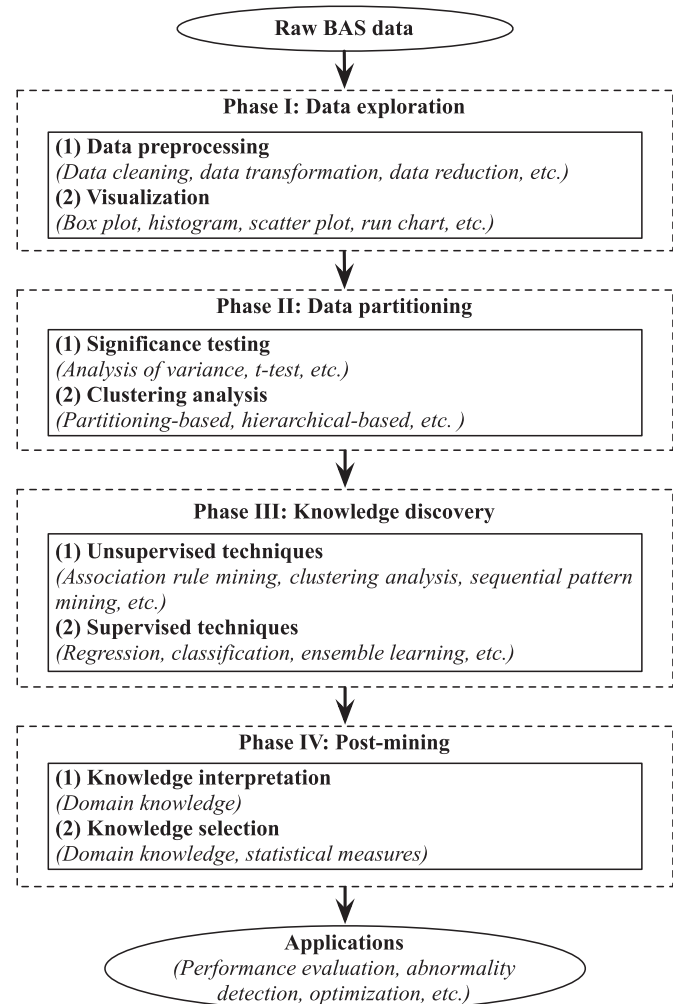 Raw BAS data
Phase I: Data exploration
(1) Data preprocessing
(Data cleaning, data transformation, data reduction, etc.)
(2) Visualization
(Box plot, histogram, scatter plot, run chart, etc.)
Phase II: Data partitioning
(1) Significance testing
(Analysis of variance, t-test, etc.)
(2) Clustering analysis
(Partitioning-based, hierarchical-based, etc. )
Phase III: Knowledge discovery
(1) Unsupervised techniques
(Association rule mining, clustering analysis, sequential pattern
mining, etc.)
(2) Supervised techniques
(Regression, classification, ensemble learning, etc.)
Phase IV: Post-mining
(1) Knowledge interpretation
(Domain knowledge)
(2) Knowledge selection
(Domain knowledge, statistical measures)
Applications
(Performance evaluation, abnormality
detection, optimization, etc.)